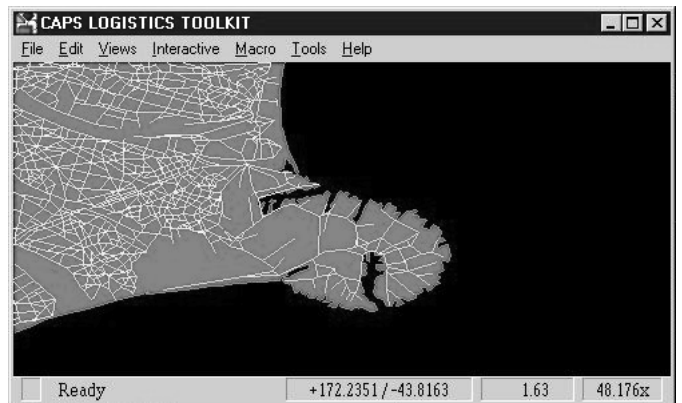 CAPS LOGISTICS TOOLKIT
File Edit Views Interactive Macro Tools Help
Ready +172.2351 / -43.8163 1.63 48.176x